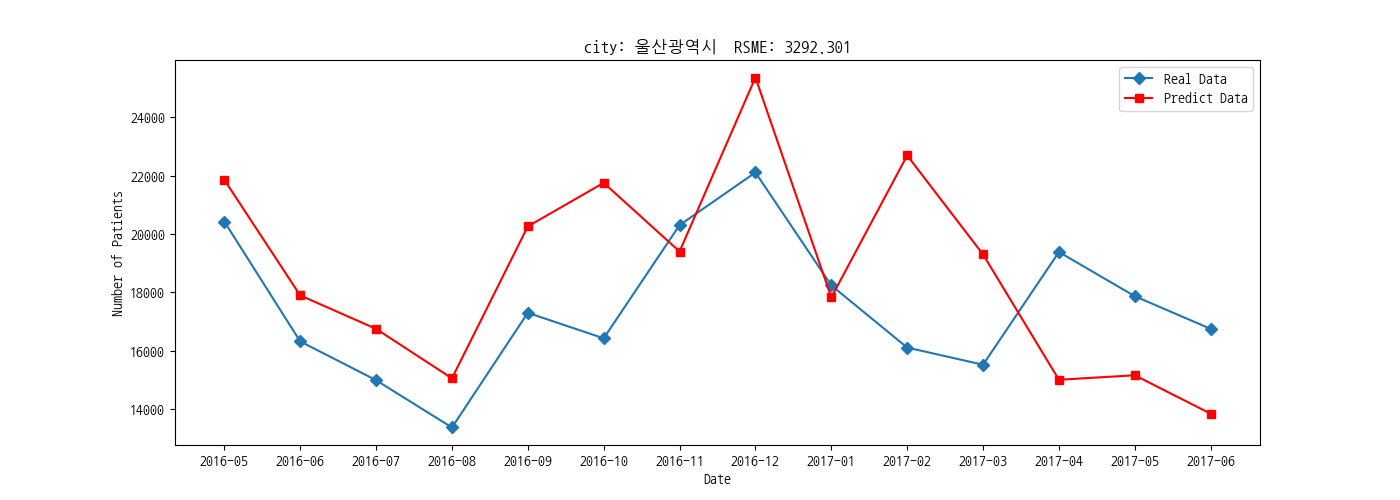 city: 울산광역시  RSME: 3292.301
Real Data
Predict Data
Number of Patients
24000
22000
20000
18000
16000
14000
2016-05 2016-06 2016-07 2016-08 2016-09 2016-10 2016-11 2016-12 2017-01 2017-02 2017-03 2017-04 2017-05 2017-06
Date